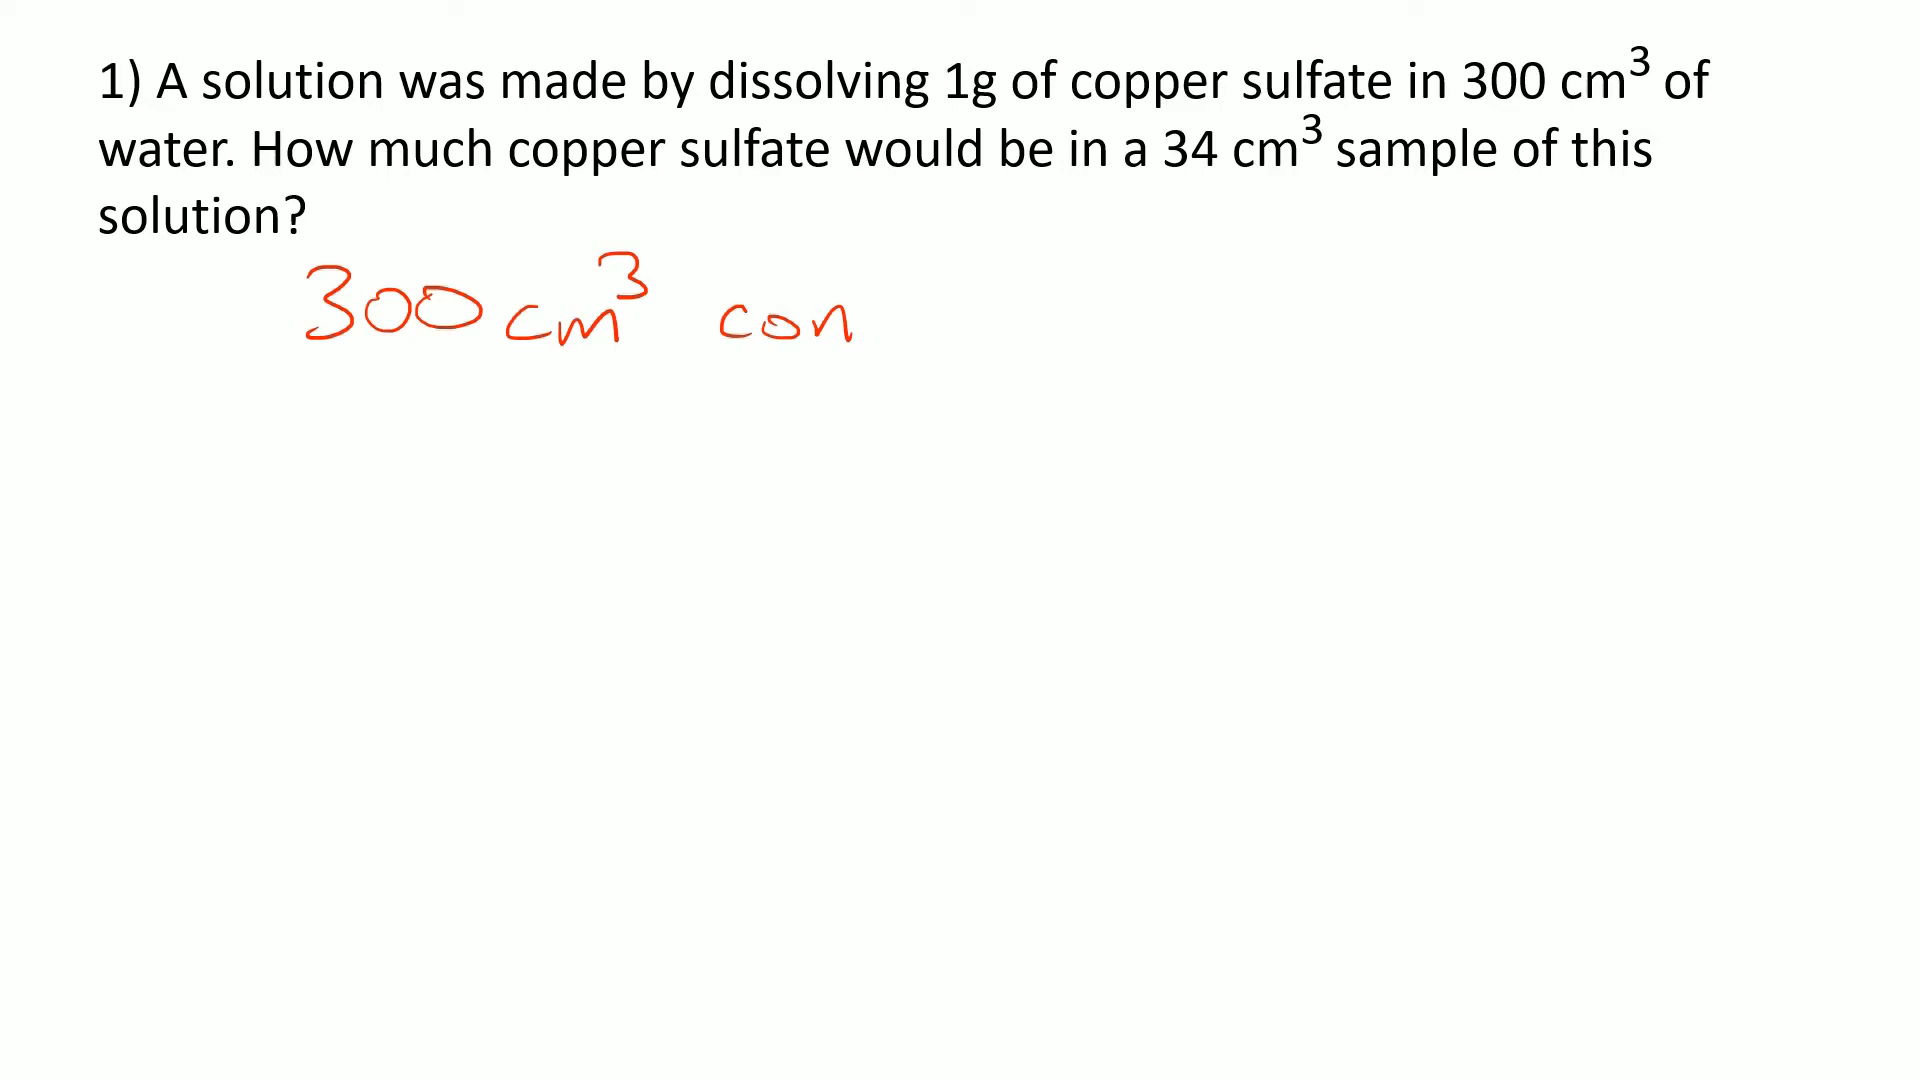 1) A solution was made by dissolving 1g of copper sulfate in 300 cm³ of
water. How much copper sulfate would be in a 34 cm³ sample of this
solution?
300 cm³ con